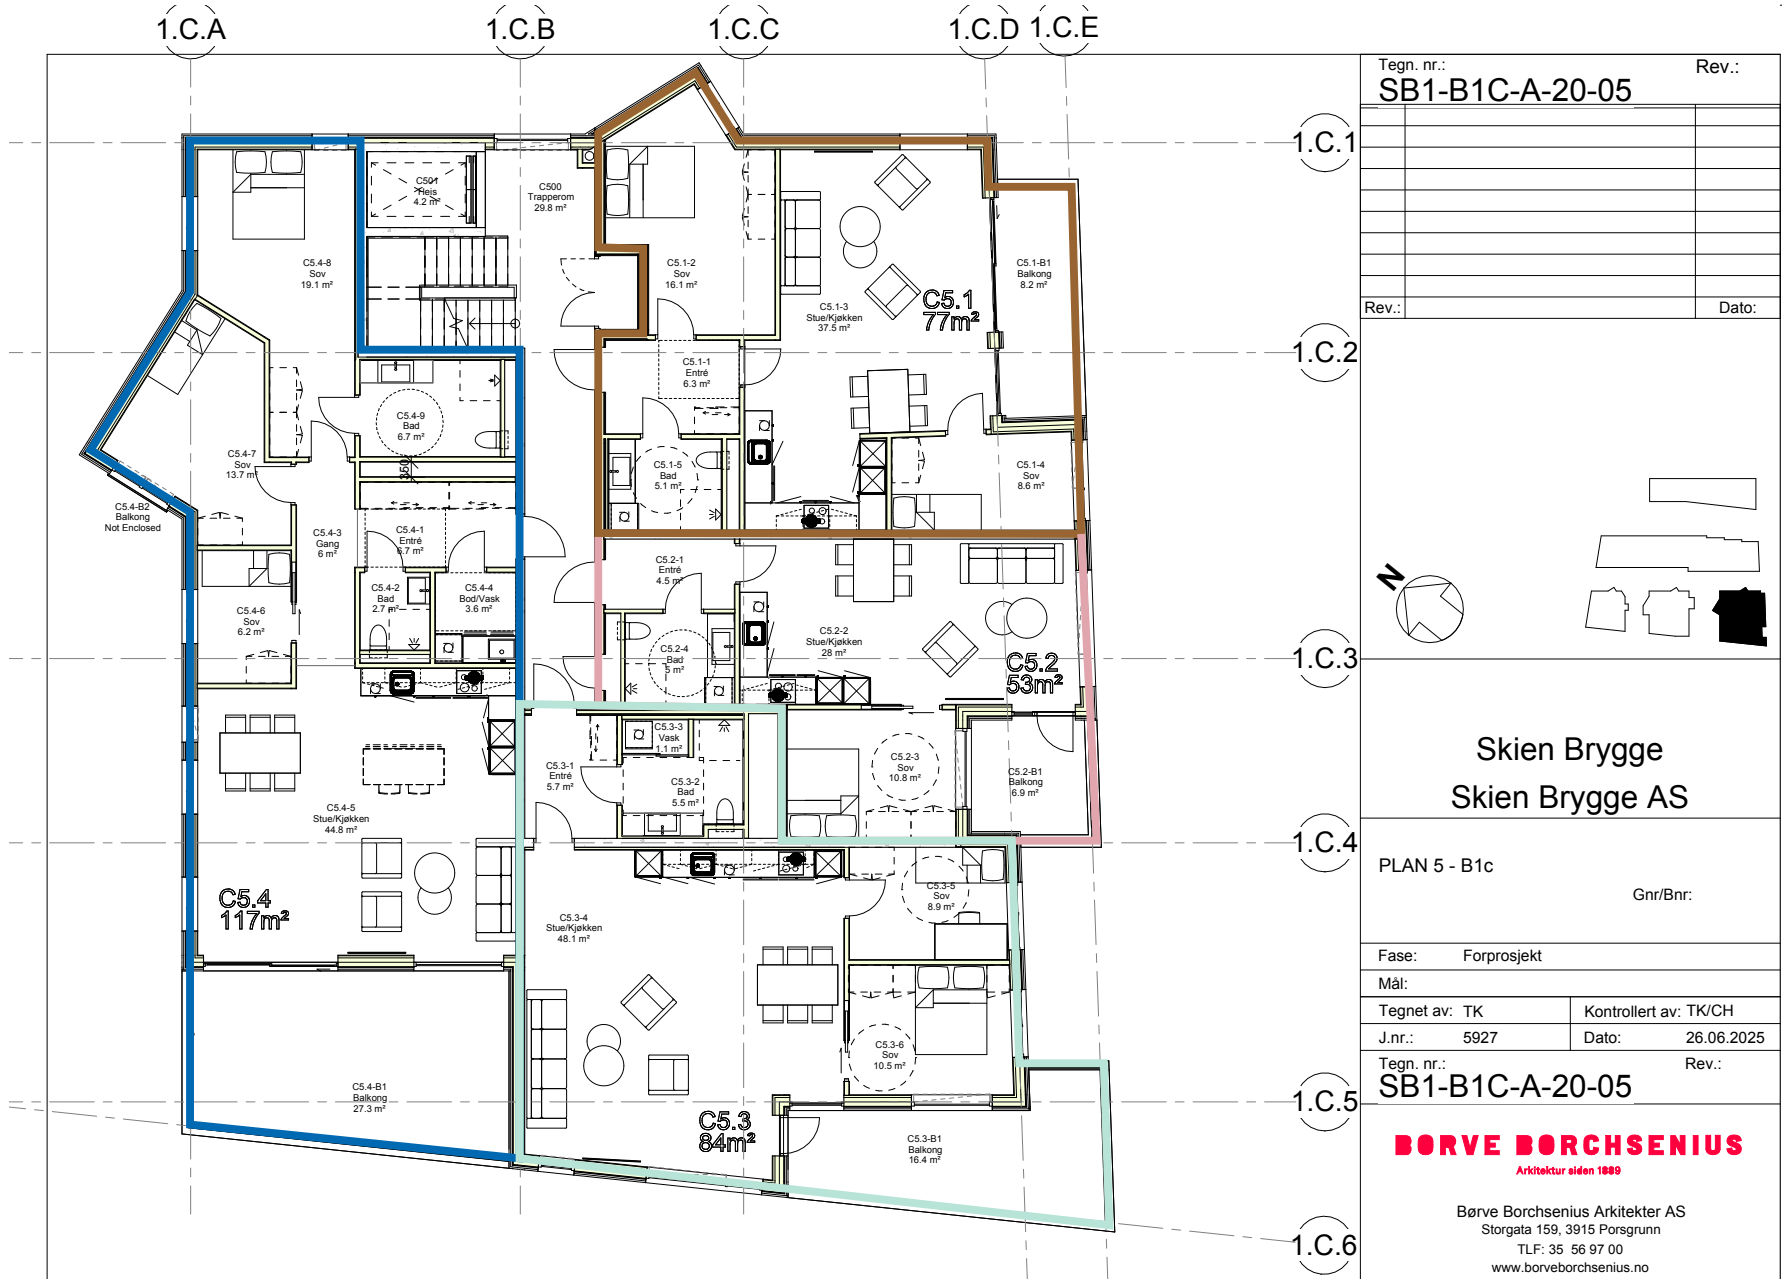 1.C.A
1.C.B
1.C.C
1.C.D
1.C.E
1.C.1
1.C.2
1.C.3
1.C.4
1.C.5
1.C.6
C501
Heis
4.2 m²
C500
Trapperom
29.8 m²
C5.4-8
Sov
19.1 m²
C5.1-2
Sov
16.1 m²
C5.1-B1
Balkong
8.2 m²
C5.1-3
Stue/Kjøkken
37.5 m²
C5.1
77m²
C5.1-1
Entré
6.3 m²
C5.4-9
Bad
6.7 m²
C5.4-7
Sov
13.7 m²
350
C5.1-5
Bad
5.1 m²
C5.1-4
Sov
8.6 m²
C5.4-B2
Balkong
Not Enclosed
C5.4-3
Gang
6 m²
C5.4-1
Entré
6.7 m²
C5.2-1
Entré
4.5 m²
C5.4-2
Bad
2.7 m²
C5.4-4
Bod/Vask
3.6 m²
C5.4-6
Sov
6.2 m²
C5.2-2
Stue/Kjøkken
28 m²
C5.2-4
Bad
5 m²
C5.2
53m²
C5.3-3
Vask
1.1 m²
C5.3-1
Entré
5.7 m²
C5.3-2
Bad
5.5 m²
C5.2-3
Sov
10.8 m²
C5.2-B1
Balkong
6.9 m²
C5.4-5
Stue/Kjøkken
44.8 m²
C5.4
117m²
C5.3-4
Stue/Kjøkken
48.1 m²
C5.3-5
Sov
8.9 m²
C5.3-6
Sov
10.5 m²
C5.4-B1
Balkong
27.3 m²
C5.3
84m²
C5.3-B1
Balkong
16.4 m²
Tegn. nr.: Rev.:
SB1-B1C-A-20-05
Rev.: Dato:
N
Skien Brygge
Skien Brygge AS
PLAN 5 - B1c
Gnr/Bnr:
Fase: Forprosjekt
Mål:
Tegnet av: TK Kontrollert av: TK/CH
J.nr.: 5927 Dato: 26.06.2025
Tegn. nr.: Rev.:
SB1-B1C-A-20-05
BØRVE BORCHSENIUS
Arkitektur siden 1889
Børve Borchsenius Arkitekter AS
Storgata 159, 3915 Porsgrunn
TLF: 35 56 97 00
www.borveborchsenius.no